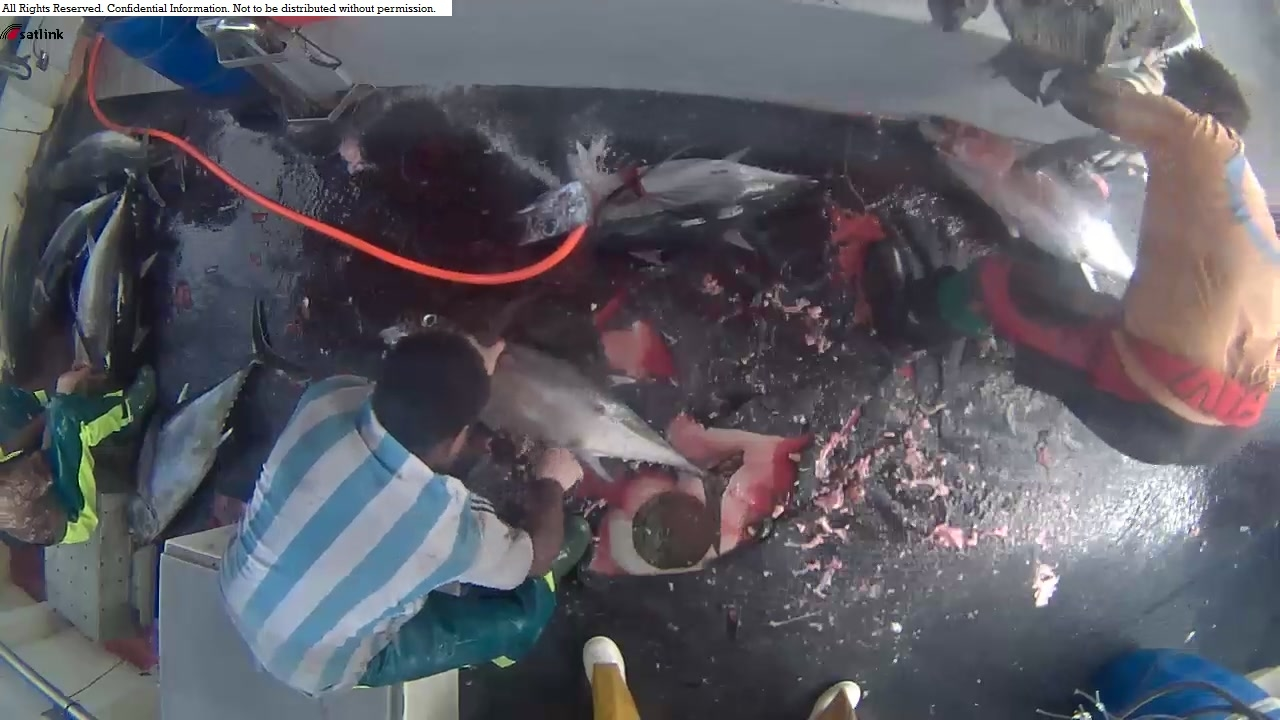 All Rights Reserved. Confidential Information. Not to be distributed without permission.
satlink